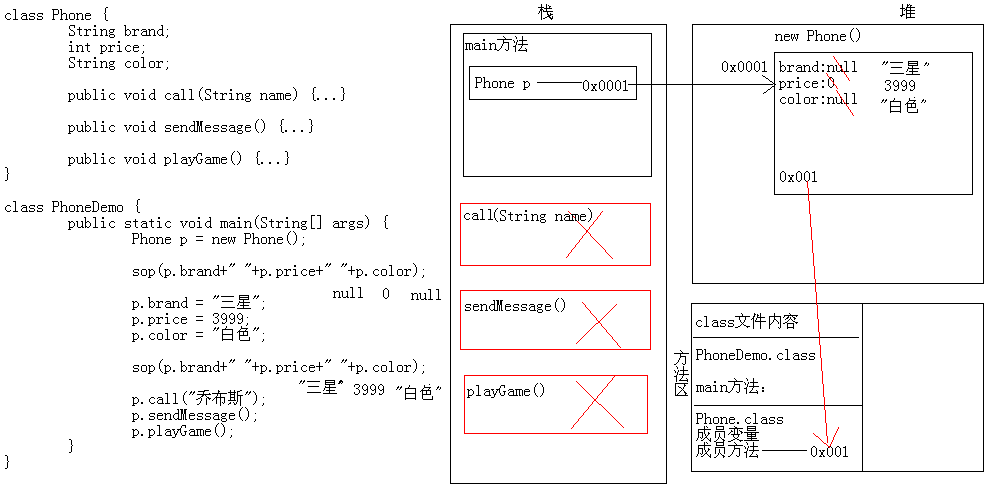 class Phone {
String brand;
int price;
String color;
public void call(String name) {...}
public void sendMessage() {...}
public void playGame() {...}
}
class PhoneDemo {
public static void main(String[] args) {
Phone p = new Phone();
sop(p.brand+" "+p.price+" "+p.color);
null 0 null
p.brand = "三星";
p.price = 3999;
p.color = "白色";
sop(p.brand+" "+p.price+" "+p.color);
"三星" 3999 "白色"
p.call("乔布斯");
p.sendMessage();
p.playGame();
}
}
栈
main方法
Phone p 0x0001
call(String name)
sendMessage()
playGame()
堆
new Phone()
0x0001
brand:null "三星"
price:0 3999
color:null "白色"
0x001
方法区
class文件内容
PhoneDemo.class
main方法:
Phone.class
成员变量
成员方法 0x001